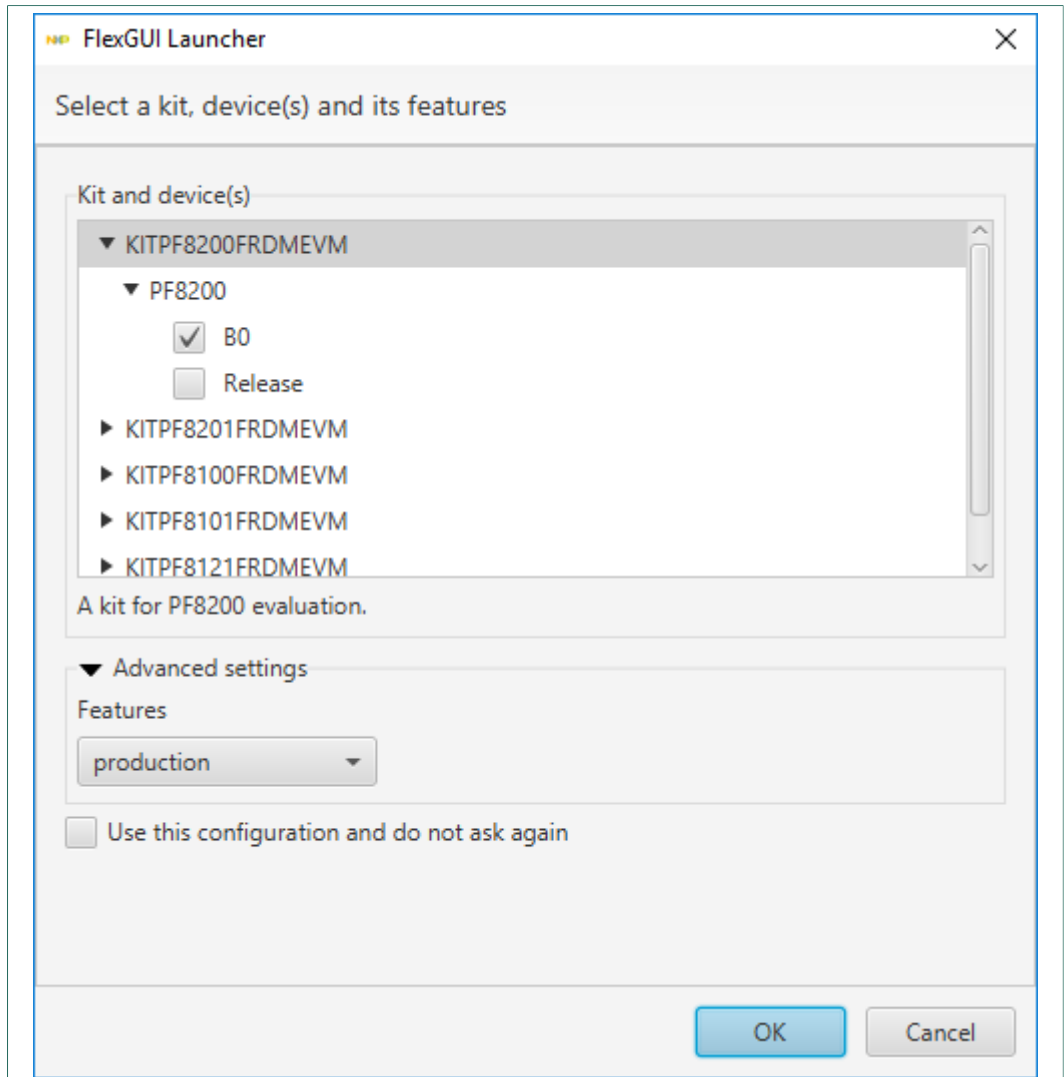 NXP FlexGUI Launcher
Select a kit, device(s) and its features
Kit and device(s)
KITPF8200FRDMEVM
PF8200
B0
Release
KITPF8201FRDMEVM
KITPF8100FRDMEVM
KITPF8101FRDMEVM
KITPF8121FRDMEVM
A kit for PF8200 evaluation.
Advanced settings
Features
production
Use this configuration and do not ask again
OK Cancel